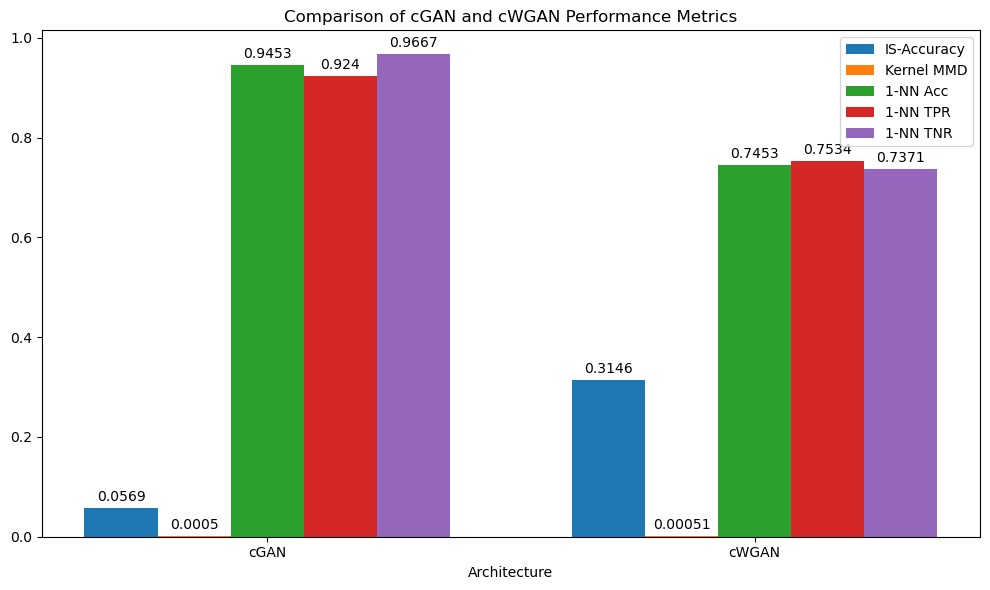 Comparison of cGAN and cWGAN Performance Metrics
1.0
0.8
0.6
0.4
0.2
0.0
0.0569
0.0005
0.9453
0.924
0.9667
0.3146
0.00051
0.7453
0.7534
0.7371
IS-Accuracy
Kernel MMD
1-NN Acc
1-NN TPR
1-NN TNR
cGAN
cWGAN
Architecture